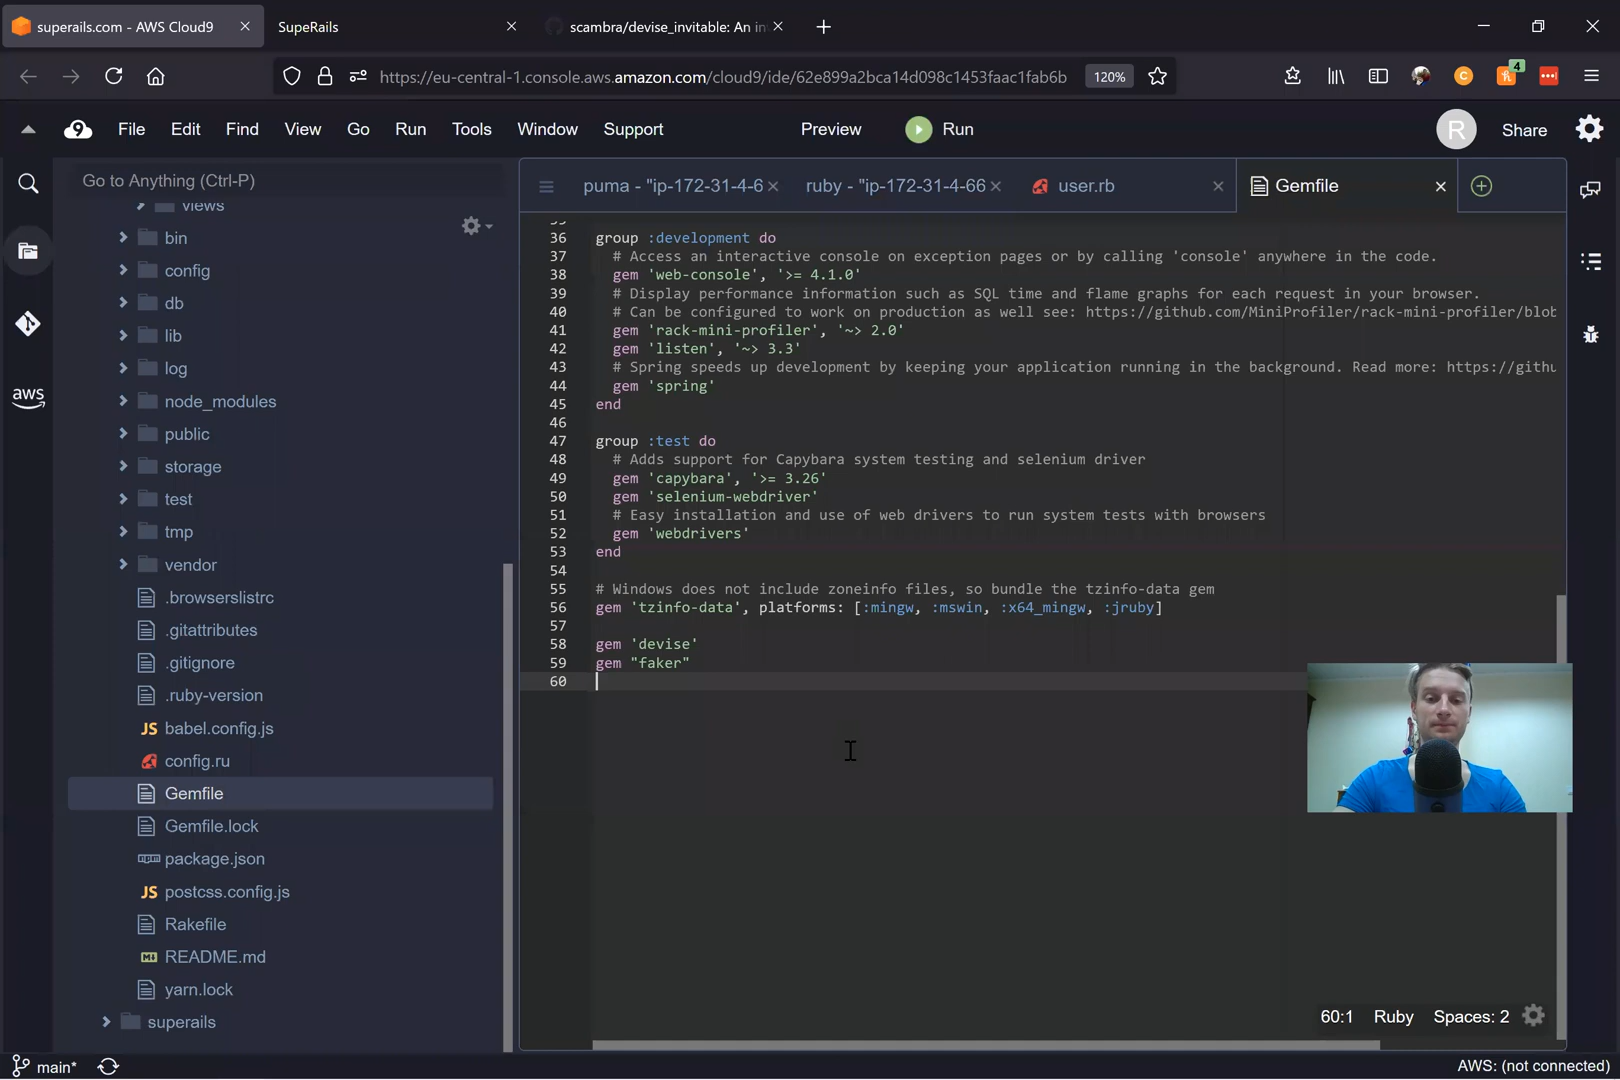 superails.com - AWS Cloud9
SupeRails
scambra/devise_invitable: An in
https://eu-central-1.console.aws.amazon.com/cloud9/ide/62e899a2bca14d098c1453faac1fab6b
120%
4
File Edit Find View Go Run Tools Window Support Preview Run
R Share
Go to Anything (Ctrl-P)
puma - "ip-172-31-4-6
ruby - "ip-172-31-4-66
user.rb
Gemfile
views
bin
config
db
lib
log
node_modules
public
storage
test
tmp
vendor
.browserslistrc
.gitattributes
.gitignore
.ruby-version
JS babel.config.js
config.ru
Gemfile
Gemfile.lock
package.json
JS postcss.config.js
Rakefile
README.md
yarn.lock
superails
aws
36 group :development do
37 # Access an interactive console on exception pages or by calling 'console' anywhere in the code.
38 gem 'web-console', '>= 4.1.0'
39 # Display performance information such as SQL time and flame graphs for each request in your browser.
40 # Can be configured to work on production as well see: https://github.com/MiniProfiler/rack-mini-profiler/blob
41 gem 'rack-mini-profiler', '~> 2.0'
42 gem 'listen', '~> 3.3'
43 # Spring speeds up development by keeping your application running in the background. Read more: https://githu
44 gem 'spring'
45 end
46
47 group :test do
48 # Adds support for Capybara system testing and selenium driver
49 gem 'capybara', '>= 3.26'
50 gem 'selenium-webdriver'
51 # Easy installation and use of web drivers to run system tests with browsers
52 gem 'webdrivers'
53 end
54
55 # Windows does not include zoneinfo files, so bundle the tzinfo-data gem
56 gem 'tzinfo-data', platforms: [:mingw, :mswin, :x64_mingw, :jruby]
57
58 gem 'devise'
59 gem "faker"
60
60:1 Ruby Spaces: 2
main*
AWS: (not connected)